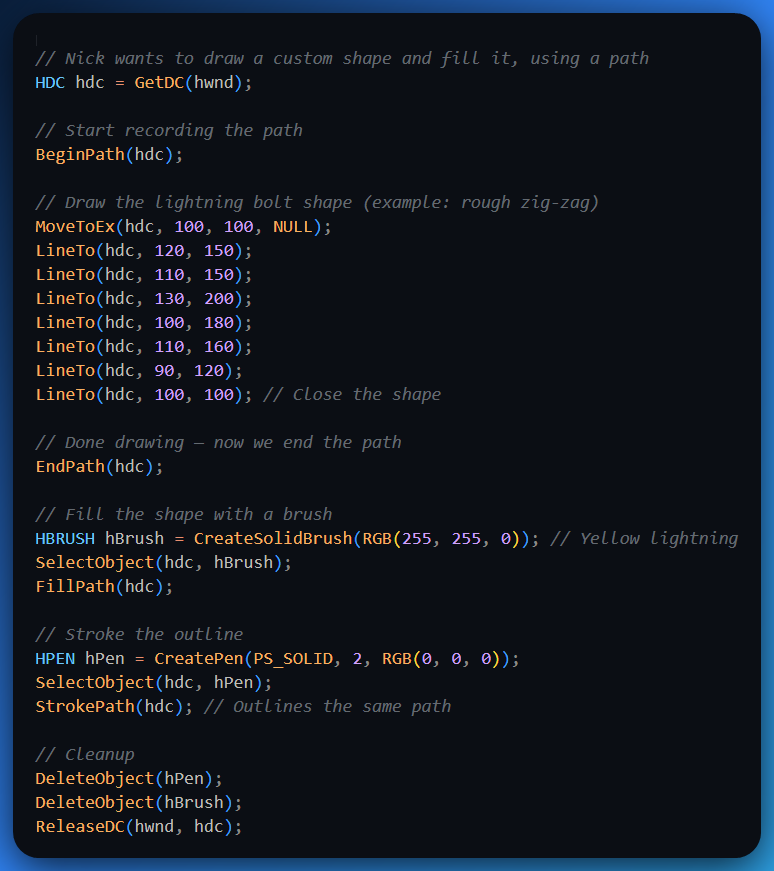 // Nick wants to draw a custom shape and fill it, using a path
HDC hdc = GetDC(hwnd);
// Start recording the path
BeginPath(hdc);
// Draw the lightning bolt shape (example: rough zig-zag)
MoveToEx(hdc, 100, 100, NULL);
LineTo(hdc, 120, 150);
LineTo(hdc, 110, 150);
LineTo(hdc, 130, 200);
LineTo(hdc, 100, 180);
LineTo(hdc, 110, 160);
LineTo(hdc, 90, 120);
LineTo(hdc, 100, 100); // Close the shape
// Done drawing — now we end the path
EndPath(hdc);
// Fill the shape with a brush
HBRUSH hBrush = CreateSolidBrush(RGB(255, 255, 0)); // Yellow lightning
SelectObject(hdc, hBrush);
FillPath(hdc);
// Stroke the outline
HPEN hPen = CreatePen(PS_SOLID, 2, RGB(0, 0, 0));
SelectObject(hdc, hPen);
StrokePath(hdc); // Outlines the same path
// Cleanup
DeleteObject(hPen);
DeleteObject(hBrush);
ReleaseDC(hwnd, hdc);